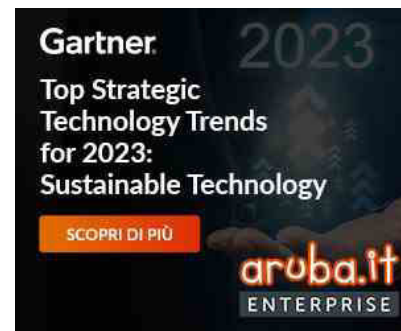 Gartner
2023
Top Strategic
Technology Trends
for 2023:
Sustainable Technology
SCOPRI DI PIÙ
aruba.it
ENTERPRISE